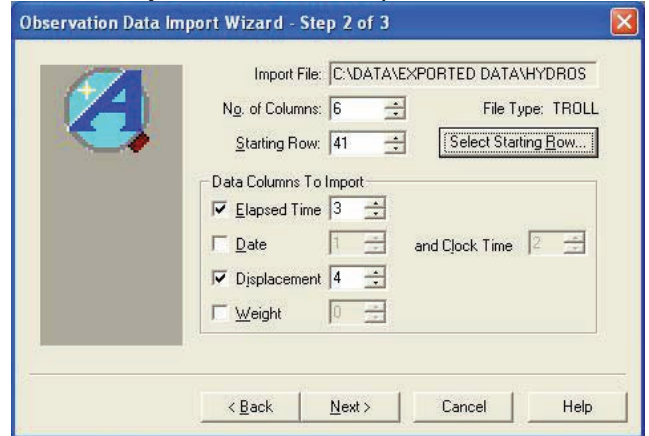 Observation Data Import Wizard - Step 2 of 3
Import File: C:\DATA\EXPORTED DATA\HYDROS
No. of Columns: 6 File Type: TROLL
Starting Row: 41 Select Starting Row...
Data Columns To Import
Elapsed Time 3
Date 1 and Clock Time 2
Displacement 4
Weight 0
< Back Next > Cancel Help